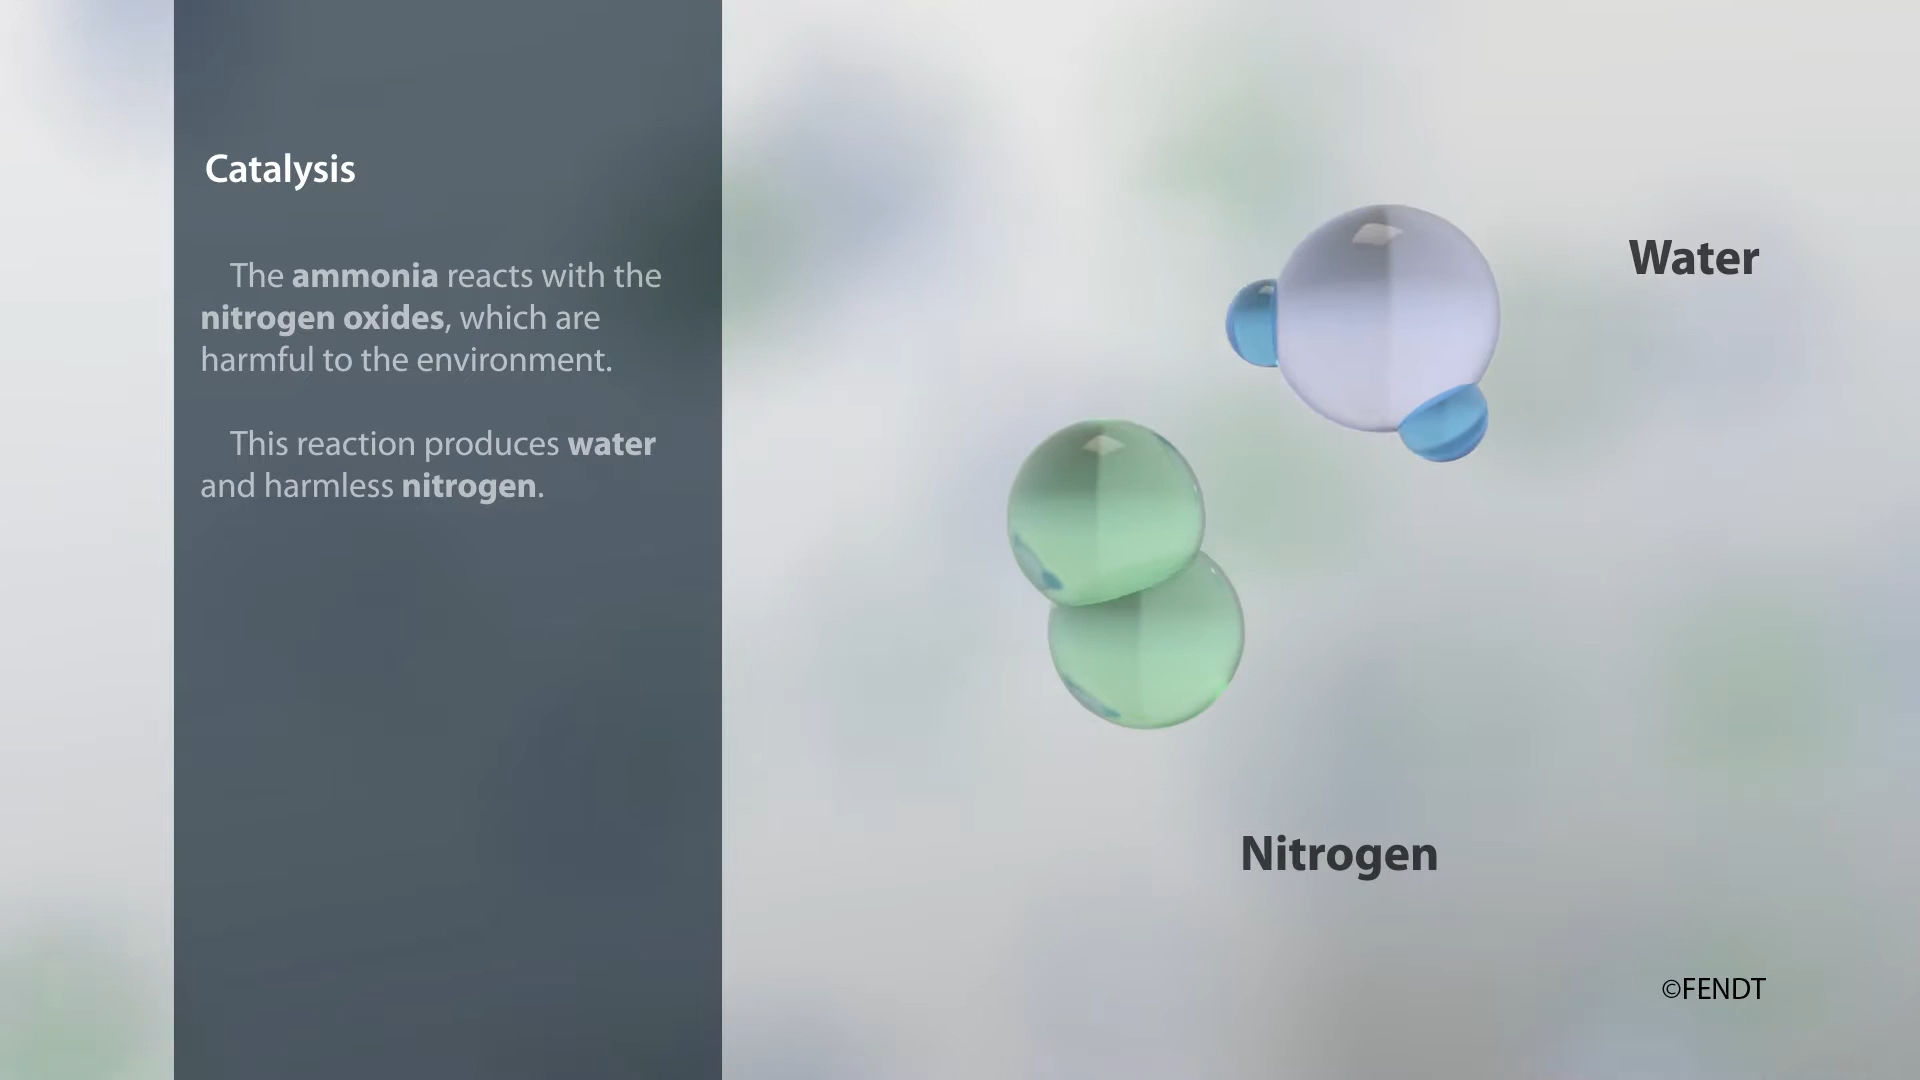 Catalysis
The ammonia reacts with the
nitrogen oxides, which are
harmful to the environment.
This reaction produces water
and harmless nitrogen.
Water
Nitrogen
©FENDT